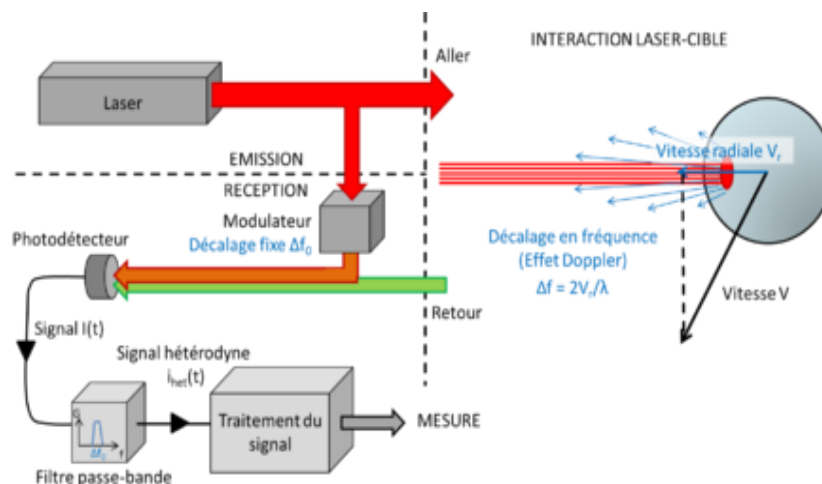 INTERACTION LASER-CIBLE
Aller
Laser
Vitesse radiale Vr
EMISSION
RECEPTION
Modulateur
Décalage fixe Δf0
Photodétecteur
Décalage en fréquence
(Effet Doppler)
Δf = 2Vr/λ
Vitesse V
Retour
Signal I(t)
Signal hétérodyne
ihet(t)
G
Δf0
f
Traitement du
signal
MESURE
Filtre passe-bande